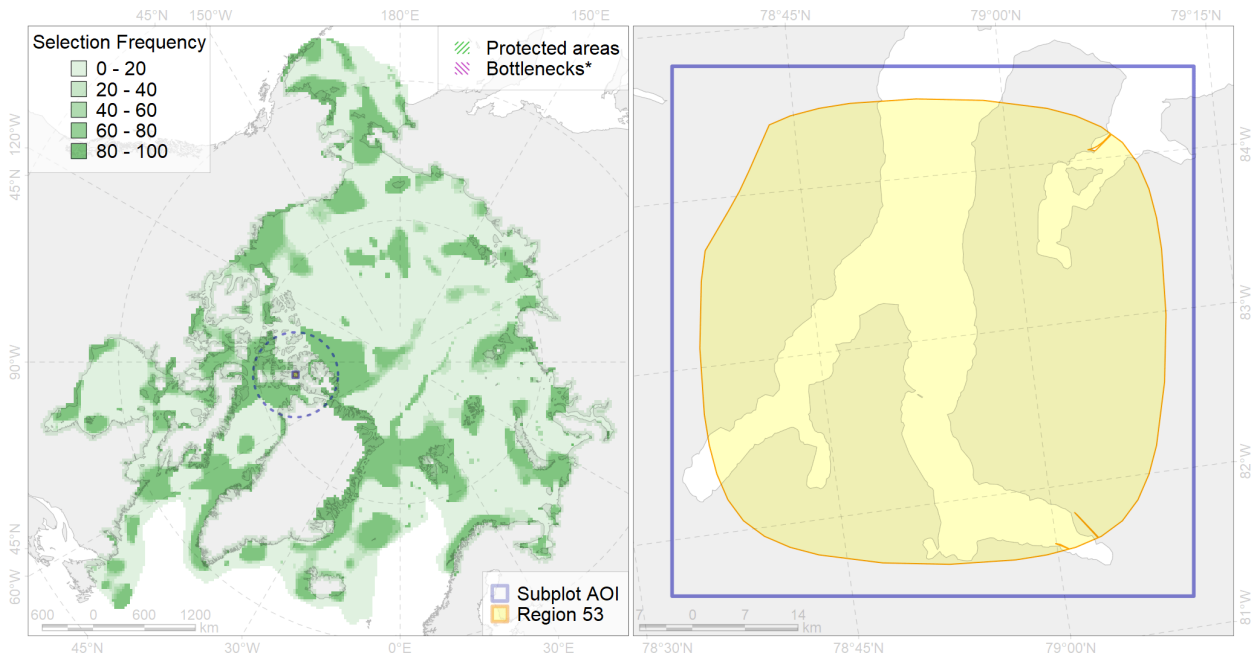 45°N 150°W 180°E 150°E
78°45'N 79°00'N 79°15'N
Selection Frequency
0 - 20
20 - 40
40 - 60
60 - 80
80 - 100
Protected areas
Bottlenecks*
120°W
45°N
90°W
45°N
60°W
84°W
83°W
82°W
81°W
Subplot AOI
Region 53
600 0 600 1200
km
7 0 7 14
km
45°N 30°W 0°E 30°E
78°30'N 78°45'N 79°00'N